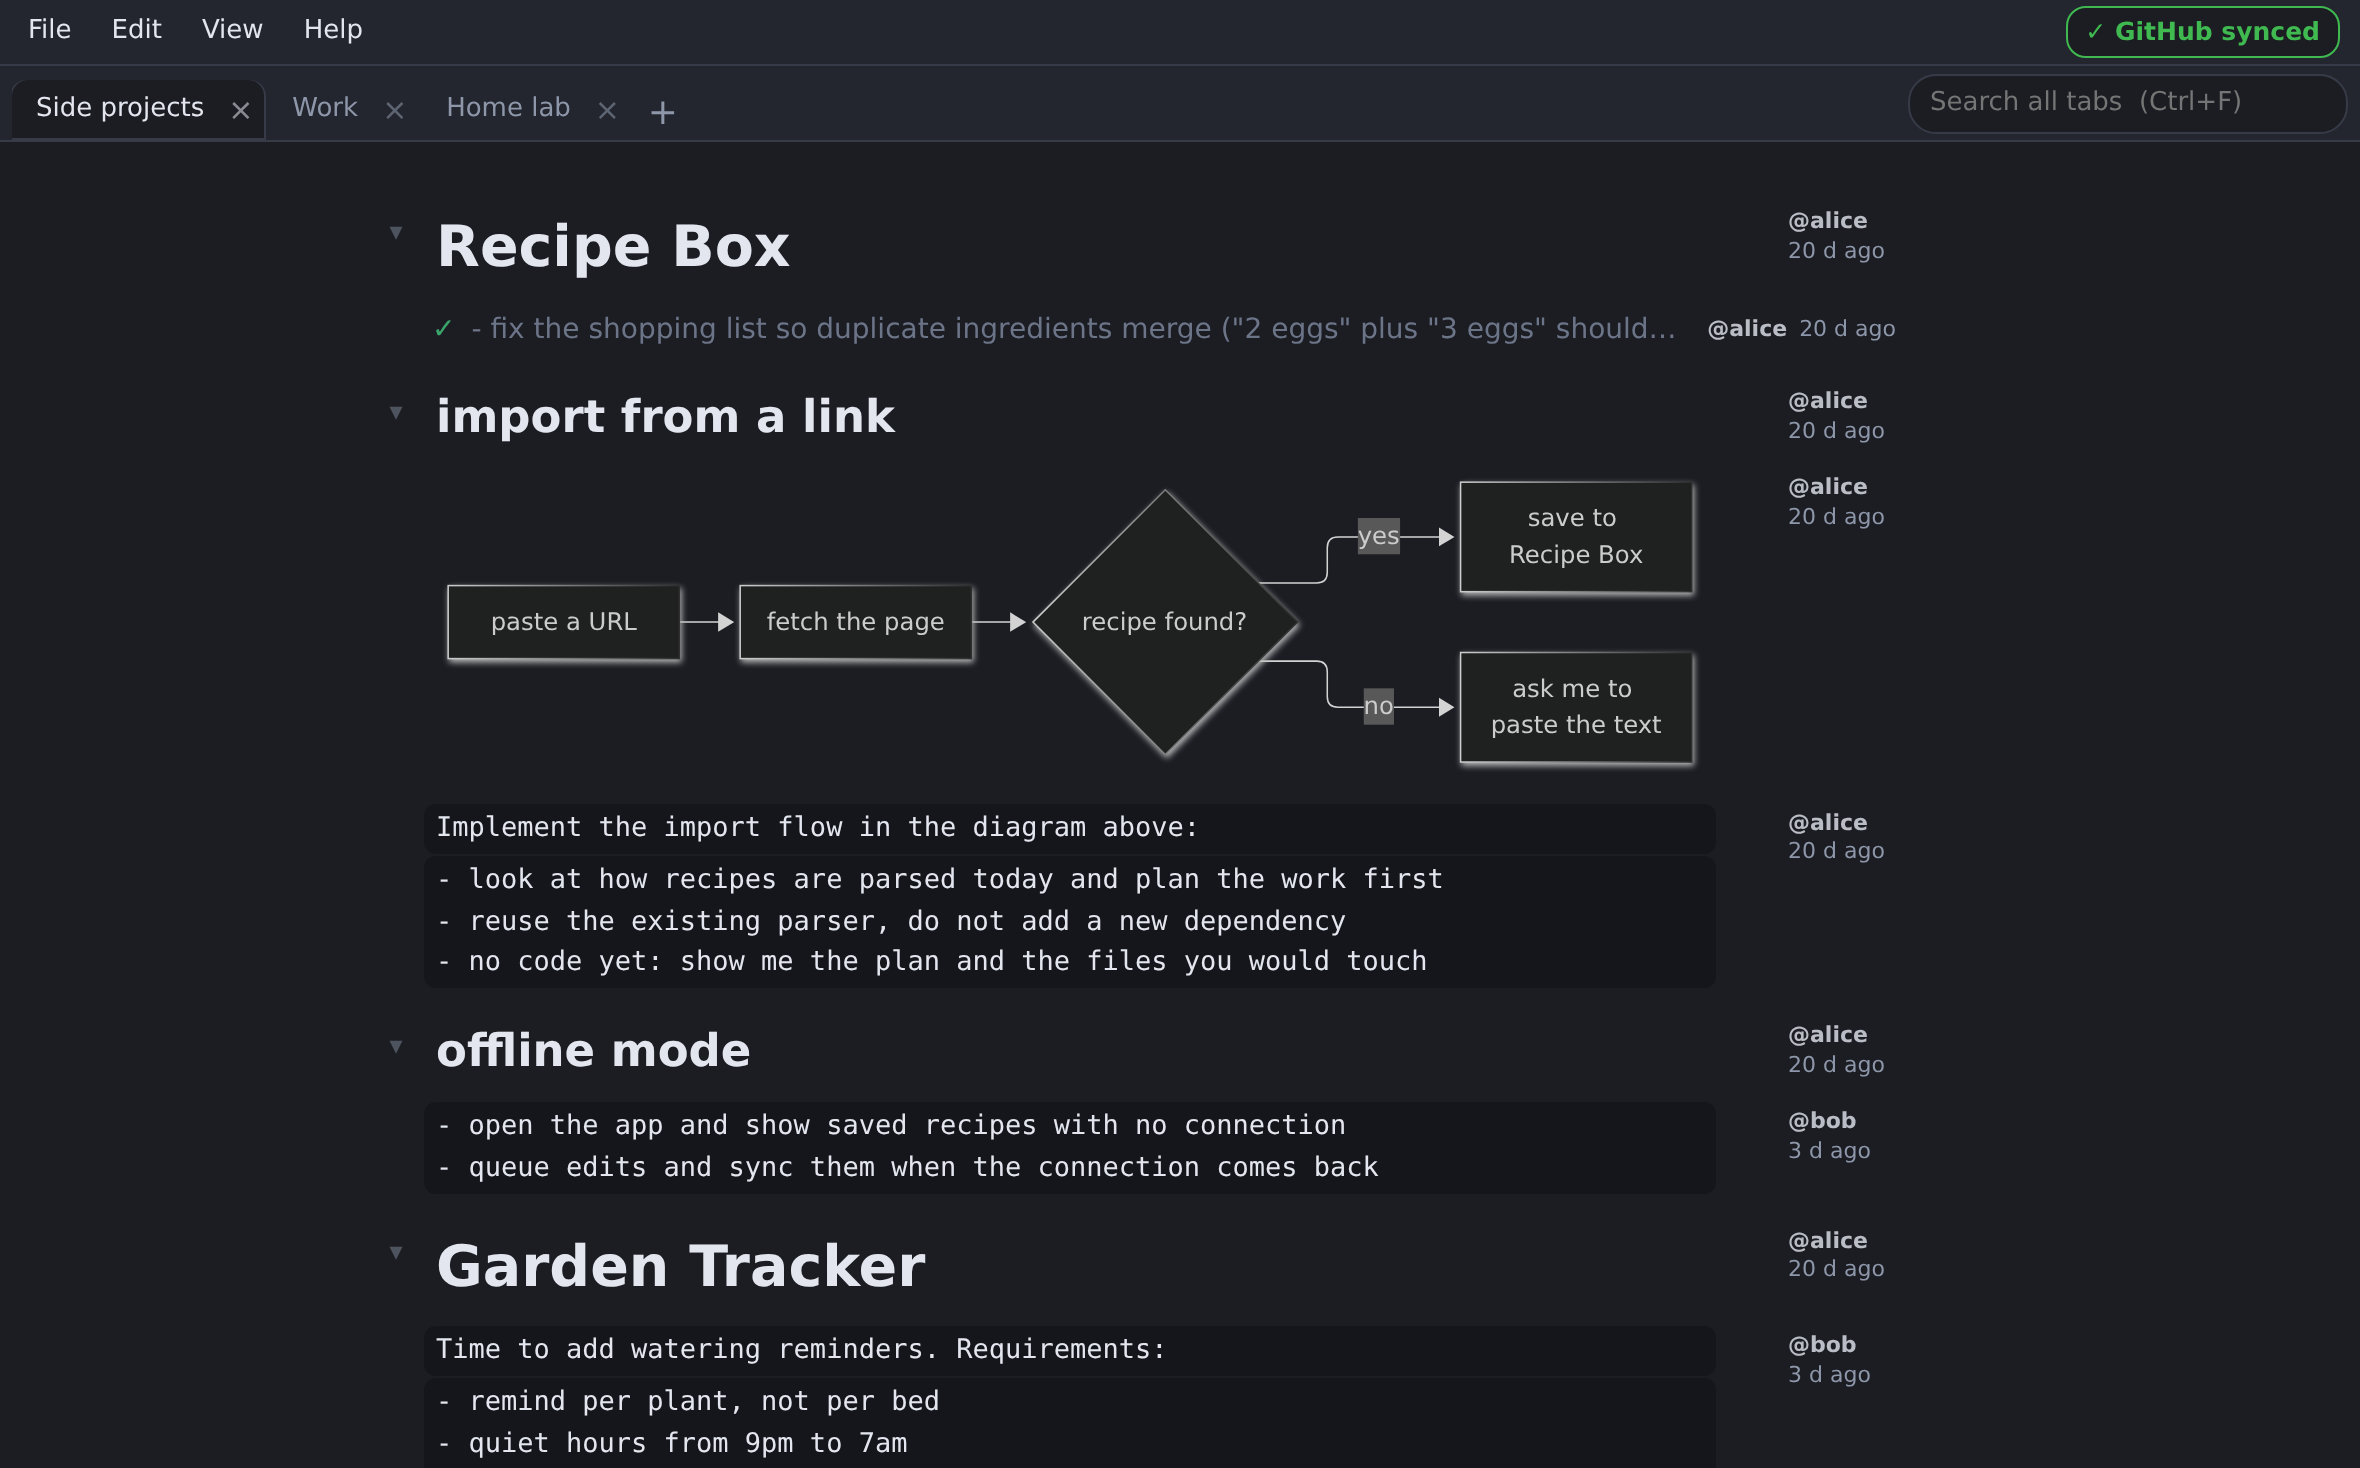 File Edit View Help ✓ GitHub synced
Side projects × Work × Home lab × + Search all tabs (Ctrl+F)
▼ Recipe Box @alice
20 d ago
✓ - fix the shopping list so duplicate ingredients merge ("2 eggs" plus "3 eggs" should… @alice 20 d ago
▼ import from a link @alice
20 d ago
@alice
20 d ago
paste a URL
fetch the page
recipe found?
yes
save to
Recipe Box
no
ask me to
paste the text
Implement the import flow in the diagram above: @alice
20 d ago
- look at how recipes are parsed today and plan the work first
- reuse the existing parser, do not add a new dependency
- no code yet: show me the plan and the files you would touch
▼ offline mode @alice
20 d ago
- open the app and show saved recipes with no connection @bob
3 d ago
- queue edits and sync them when the connection comes back
▼ Garden Tracker @alice
20 d ago
Time to add watering reminders. Requirements: @bob
3 d ago
- remind per plant, not per bed
- quiet hours from 9pm to 7am